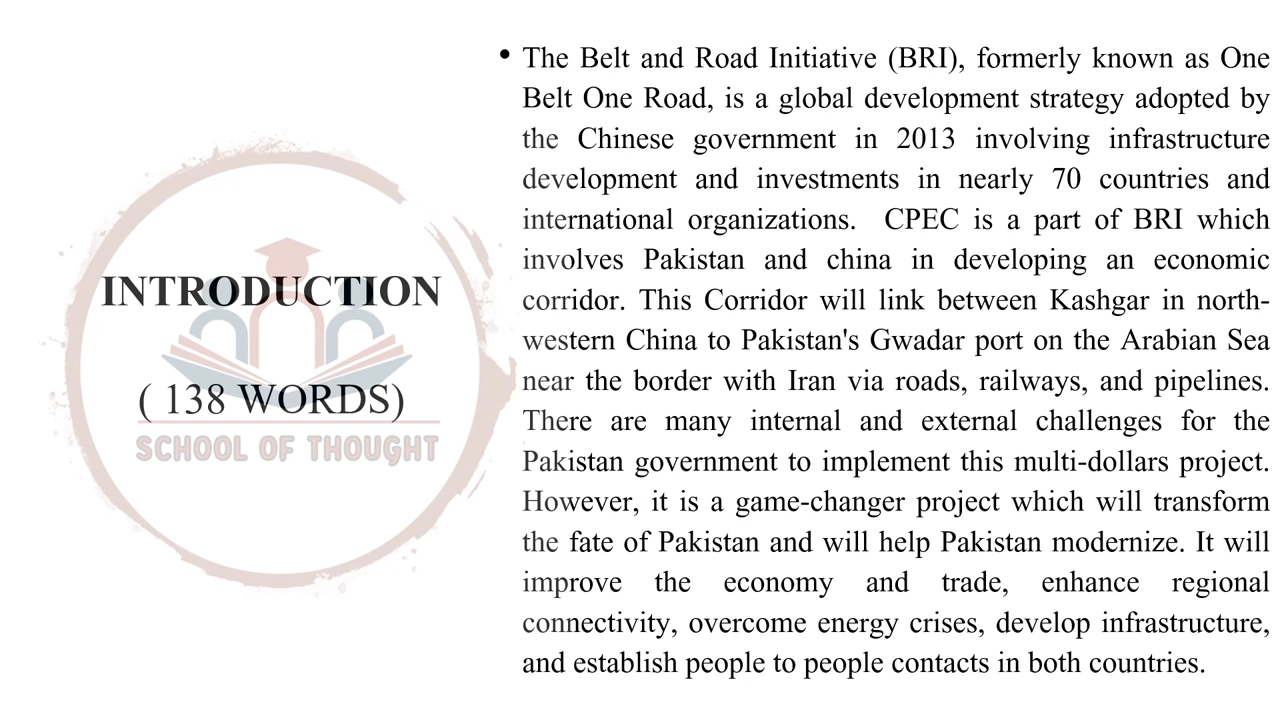 INTRODUCTION
( 138 WORDS)
SCHOOL OF THOUGHT
• The Belt and Road Initiative (BRI), formerly known as One
Belt One Road, is a global development strategy adopted by
the Chinese government in 2013 involving infrastructure
development and investments in nearly 70 countries and
international organizations.  CPEC is a part of BRI which
involves Pakistan and china in developing an economic
corridor. This Corridor will link between Kashgar in north-
western China to Pakistan's Gwadar port on the Arabian Sea
near the border with Iran via roads, railways, and pipelines.
There are many internal and external challenges for the
Pakistan government to implement this multi-dollars project.
However, it is a game-changer project which will transform
the fate of Pakistan and will help Pakistan modernize. It will
improve the economy and trade, enhance regional
connectivity, overcome energy crises, develop infrastructure,
and establish people to people contacts in both countries.